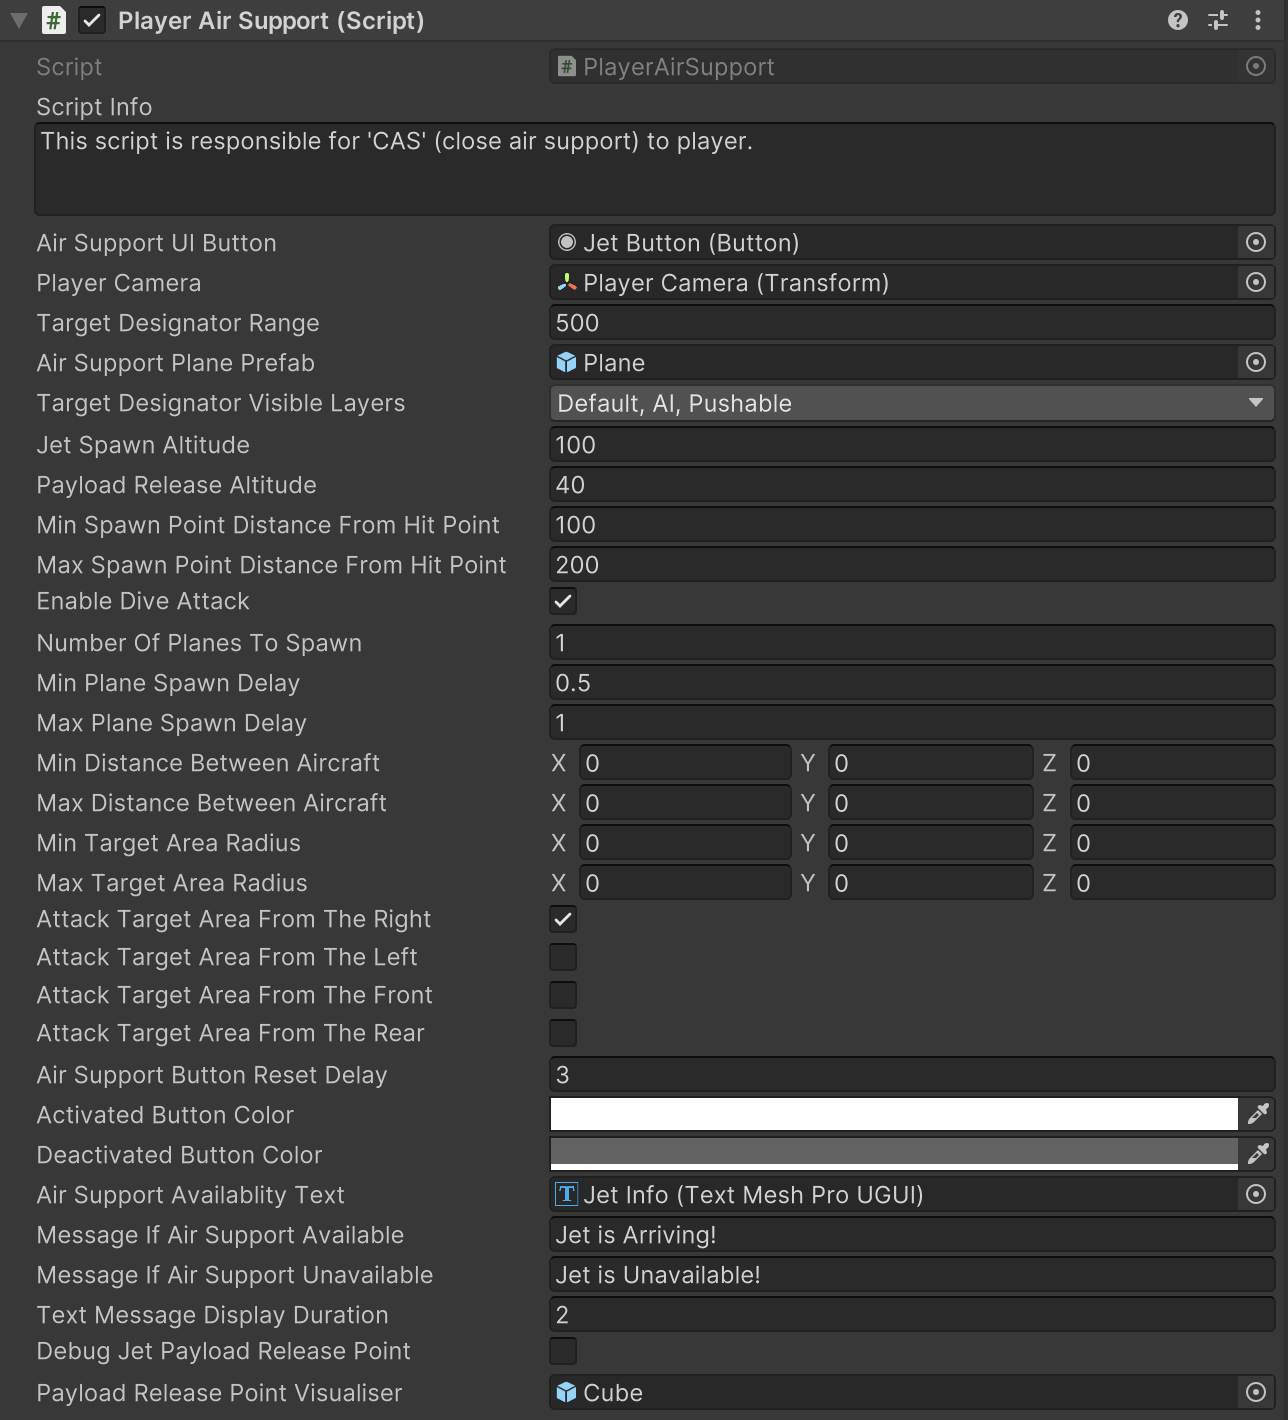 Player Air Support (Script)
Script PlayerAirSupport
Script Info
This script is responsible for 'CAS' (close air support) to player.
Air Support UI Button Jet Button (Button)
Player Camera Player Camera (Transform)
Target Designator Range 500
Air Support Plane Prefab Plane
Target Designator Visible Layers Default, AI, Pushable
Jet Spawn Altitude 100
Payload Release Altitude 40
Min Spawn Point Distance From Hit Point 100
Max Spawn Point Distance From Hit Point 200
Enable Dive Attack
Number Of Planes To Spawn 1
Min Plane Spawn Delay 0.5
Max Plane Spawn Delay 1
Min Distance Between Aircraft X 0 Y 0 Z 0
Max Distance Between Aircraft X 0 Y 0 Z 0
Min Target Area Radius X 0 Y 0 Z 0
Max Target Area Radius X 0 Y 0 Z 0
Attack Target Area From The Right
Attack Target Area From The Left
Attack Target Area From The Front
Attack Target Area From The Rear
Air Support Button Reset Delay 3
Activated Button Color
Deactivated Button Color
Air Support Availablity Text Jet Info (Text Mesh Pro UGUI)
Message If Air Support Available Jet is Arriving!
Message If Air Support Unavailable Jet is Unavailable!
Text Message Display Duration 2
Debug Jet Payload Release Point
Payload Release Point Visualiser Cube